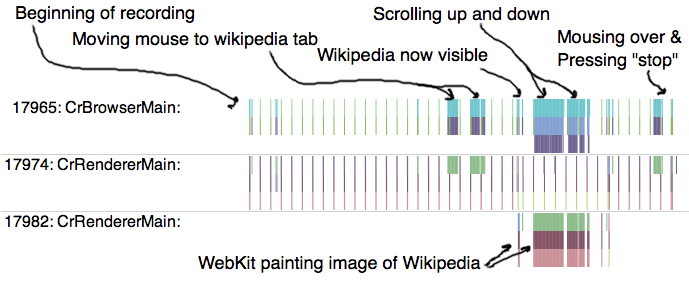 Beginning of recording
Scrolling up and down
Moving mouse to wikipedia tab
Wikipedia now visible
Mousing over &
Pressing "stop"
17965: CrBrowserMain:
17974: CrRendererMain:
17982: CrRendererMain:
WebKit painting image of Wikipedia